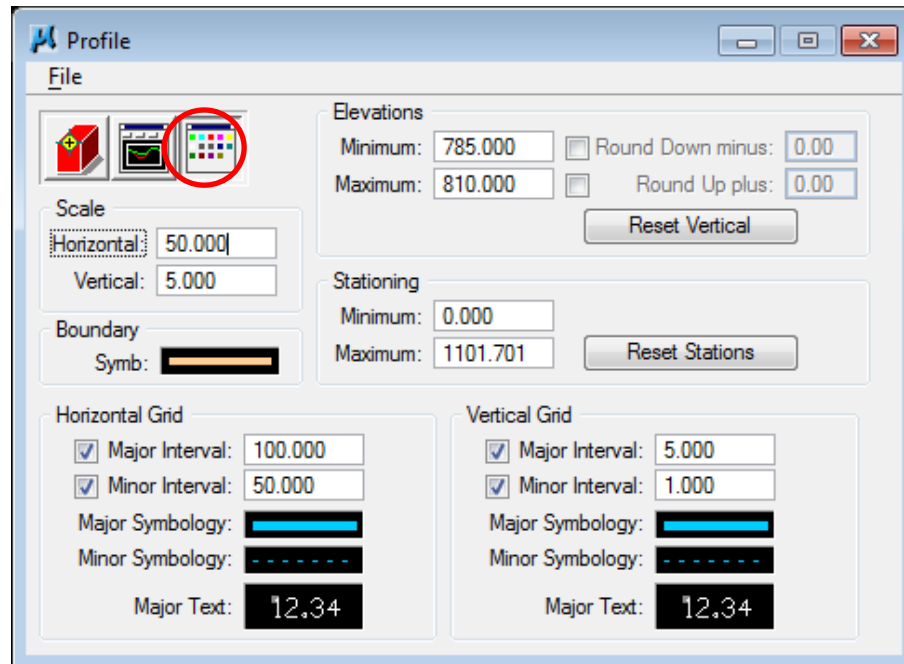 Profile
File
Elevations
Minimum: 785.000 Round Down minus: 0.00
Maximum: 810.000 Round Up plus: 0.00
Reset Vertical
Scale
Horizontal: 50.000
Vertical: 5.000
Stationing
Minimum: 0.000
Maximum: 1101.701 Reset Stations
Boundary
Symb:
Horizontal Grid
Major Interval: 100.000
Minor Interval: 50.000
Major Symbology:
Minor Symbology:
Major Text: 12.34
Vertical Grid
Major Interval: 5.000
Minor Interval: 1.000
Major Symbology:
Minor Symbology:
Major Text: 12.34